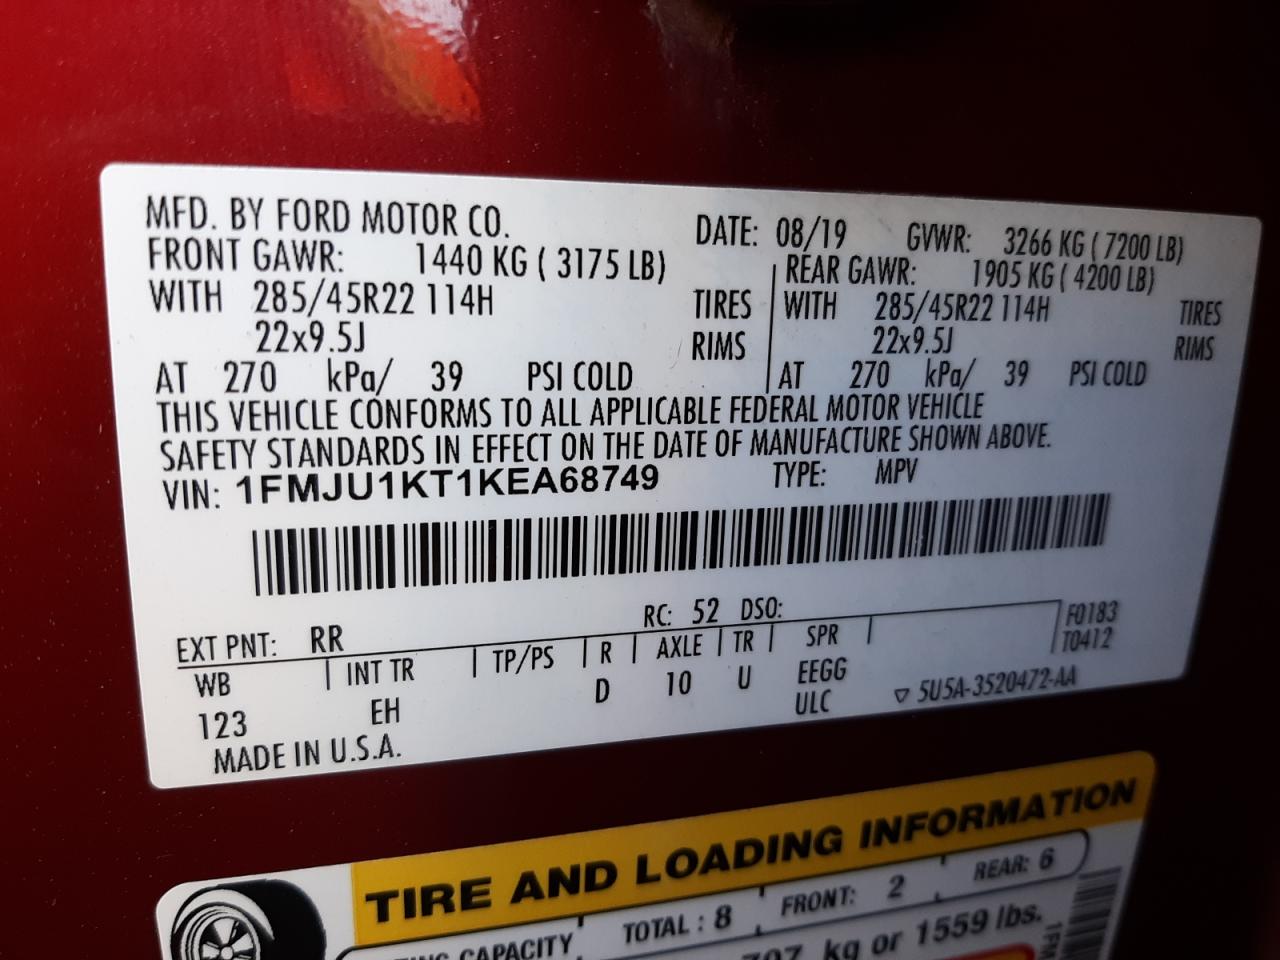 MFD. BY FORD MOTOR CO. DATE: 08/19 GVWR: 3266 KG ( 7200 LB)
FRONT GAWR: 1440 KG ( 3175 LB) REAR GAWR: 1905 KG ( 4200 LB)
WITH 285/45R22 114H TIRES WITH 285/45R22 114H TIRES
22x9.5J RIMS 22x9.5J RIMS
AT 270 kPa/ 39 PSI COLD AT 270 kPa/ 39 PSI COLD
THIS VEHICLE CONFORMS TO ALL APPLICABLE FEDERAL MOTOR VEHICLE
SAFETY STANDARDS IN EFFECT ON THE DATE OF MANUFACTURE SHOWN ABOVE.
VIN: 1FMJU1KT1KEA68749 TYPE: MPV
EXT PNT: RR RC: 52 DSO: F0183
WB INT TR TP/PS R AXLE TR SPR T0412
123 EH D 10 U EEGG
ULC 5U5A-3520472-AA
MADE IN U.S.A.
TIRE AND LOADING INFORMATION
CAPACITY TOTAL : 8 FRONT: 2 REAR: 6
kg or 1559 lbs.